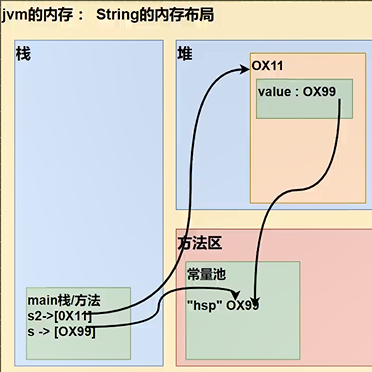 jvm的内存： String的内存布局
栈
堆
OX11
value : OX99
方法区
常量池
"hsp" OX99
main栈/方法
s2->[0X11]
s -> [OX99]